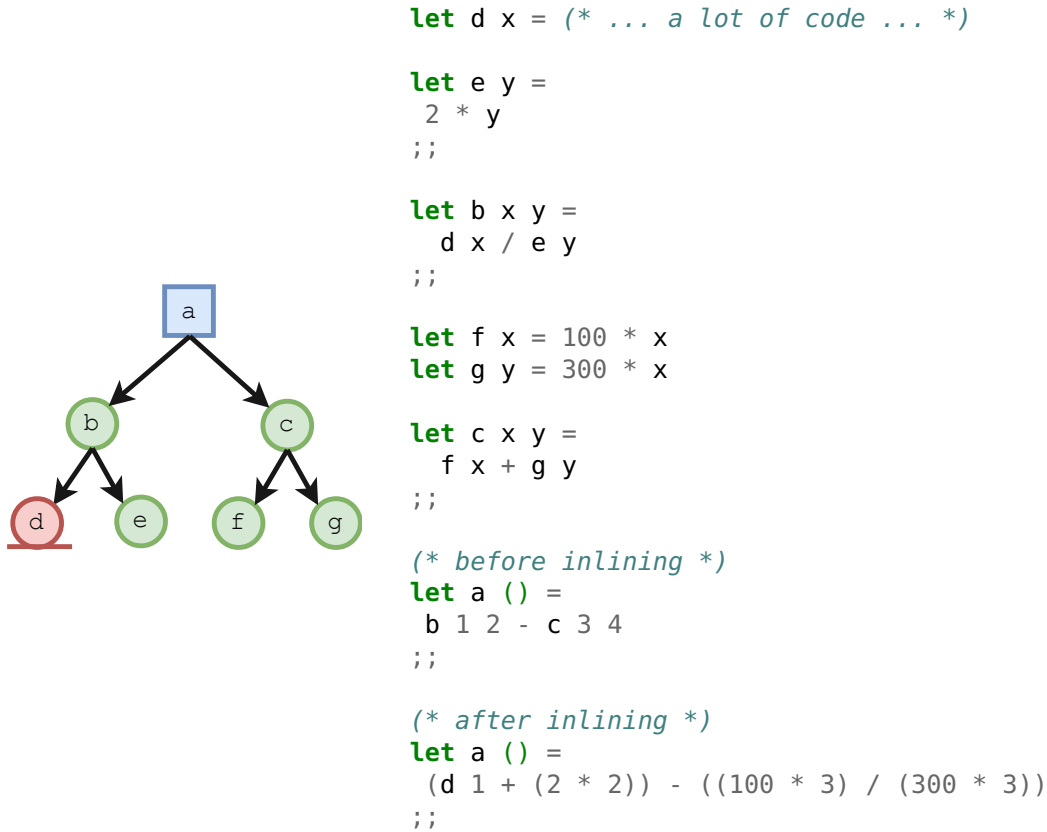 a
b
c
d
e
f
g
let d x = (* ... a lot of code ... *)
let e y =
2 * y
;;
let b x y =
d x / e y
;;
let f x = 100 * x
let g y = 300 * x
let c x y =
f x + g y
;;
(* before inlining *)
let a () =
b 1 2 - c 3 4
;;
(* after inlining *)
let a () =
(d 1 + (2 * 2)) - ((100 * 3) / (300 * 3))
;;